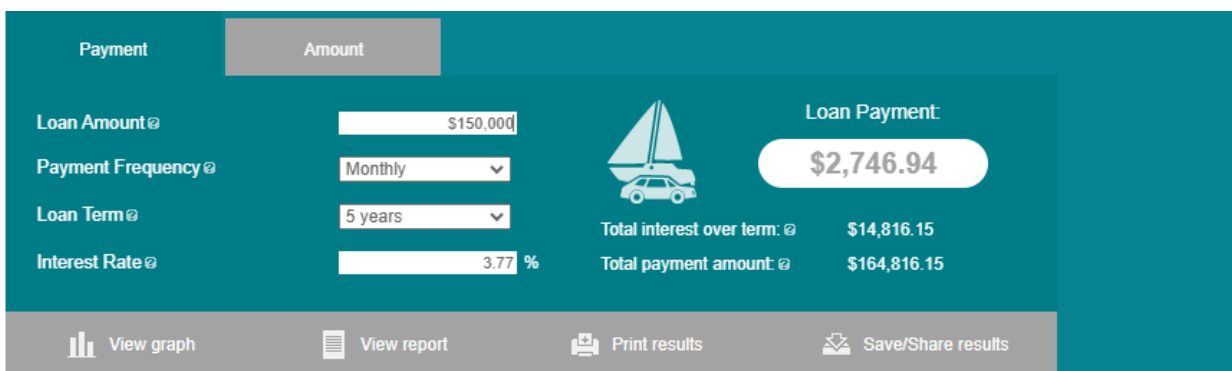 Payment
Amount
Loan Amount
$150,000
Payment Frequency
Monthly
Loan Term
5 years
Interest Rate
3.77 %
Loan Payment:
$2,746.94
Total interest over term: $14,816.15
Total payment amount: $164,816.15
View graph
View report
Print results
Save/Share results